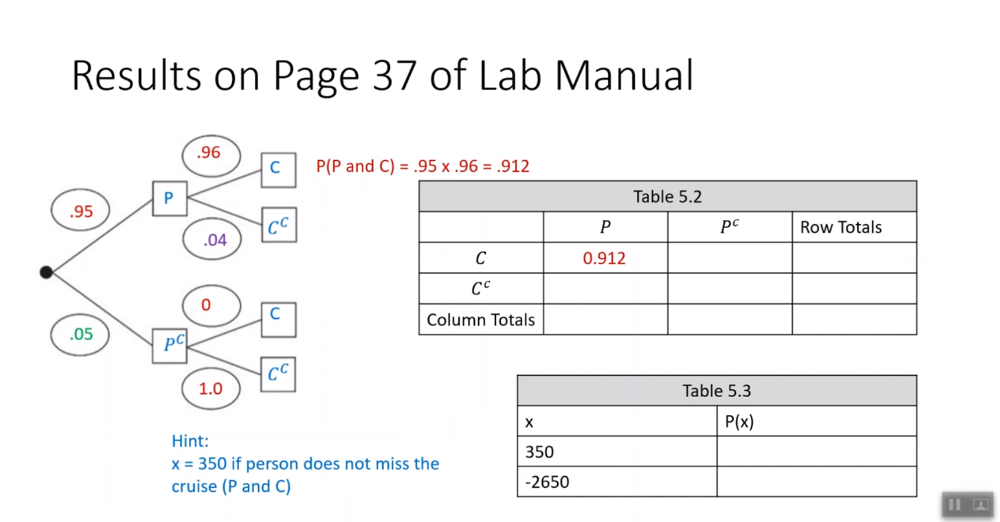 Results on Page 37 of Lab Manual
.96
C
P(P and C) = .95 x .96 = .912
P
.95
C^C
.04
0
C
.05
P^C
C^C
1.0
Table 5.2
P P^c Row Totals
C 0.912
C^c
Column Totals
Hint:
x = 350 if person does not miss the
cruise (P and C)
Table 5.3
x P(x)
350
-2650